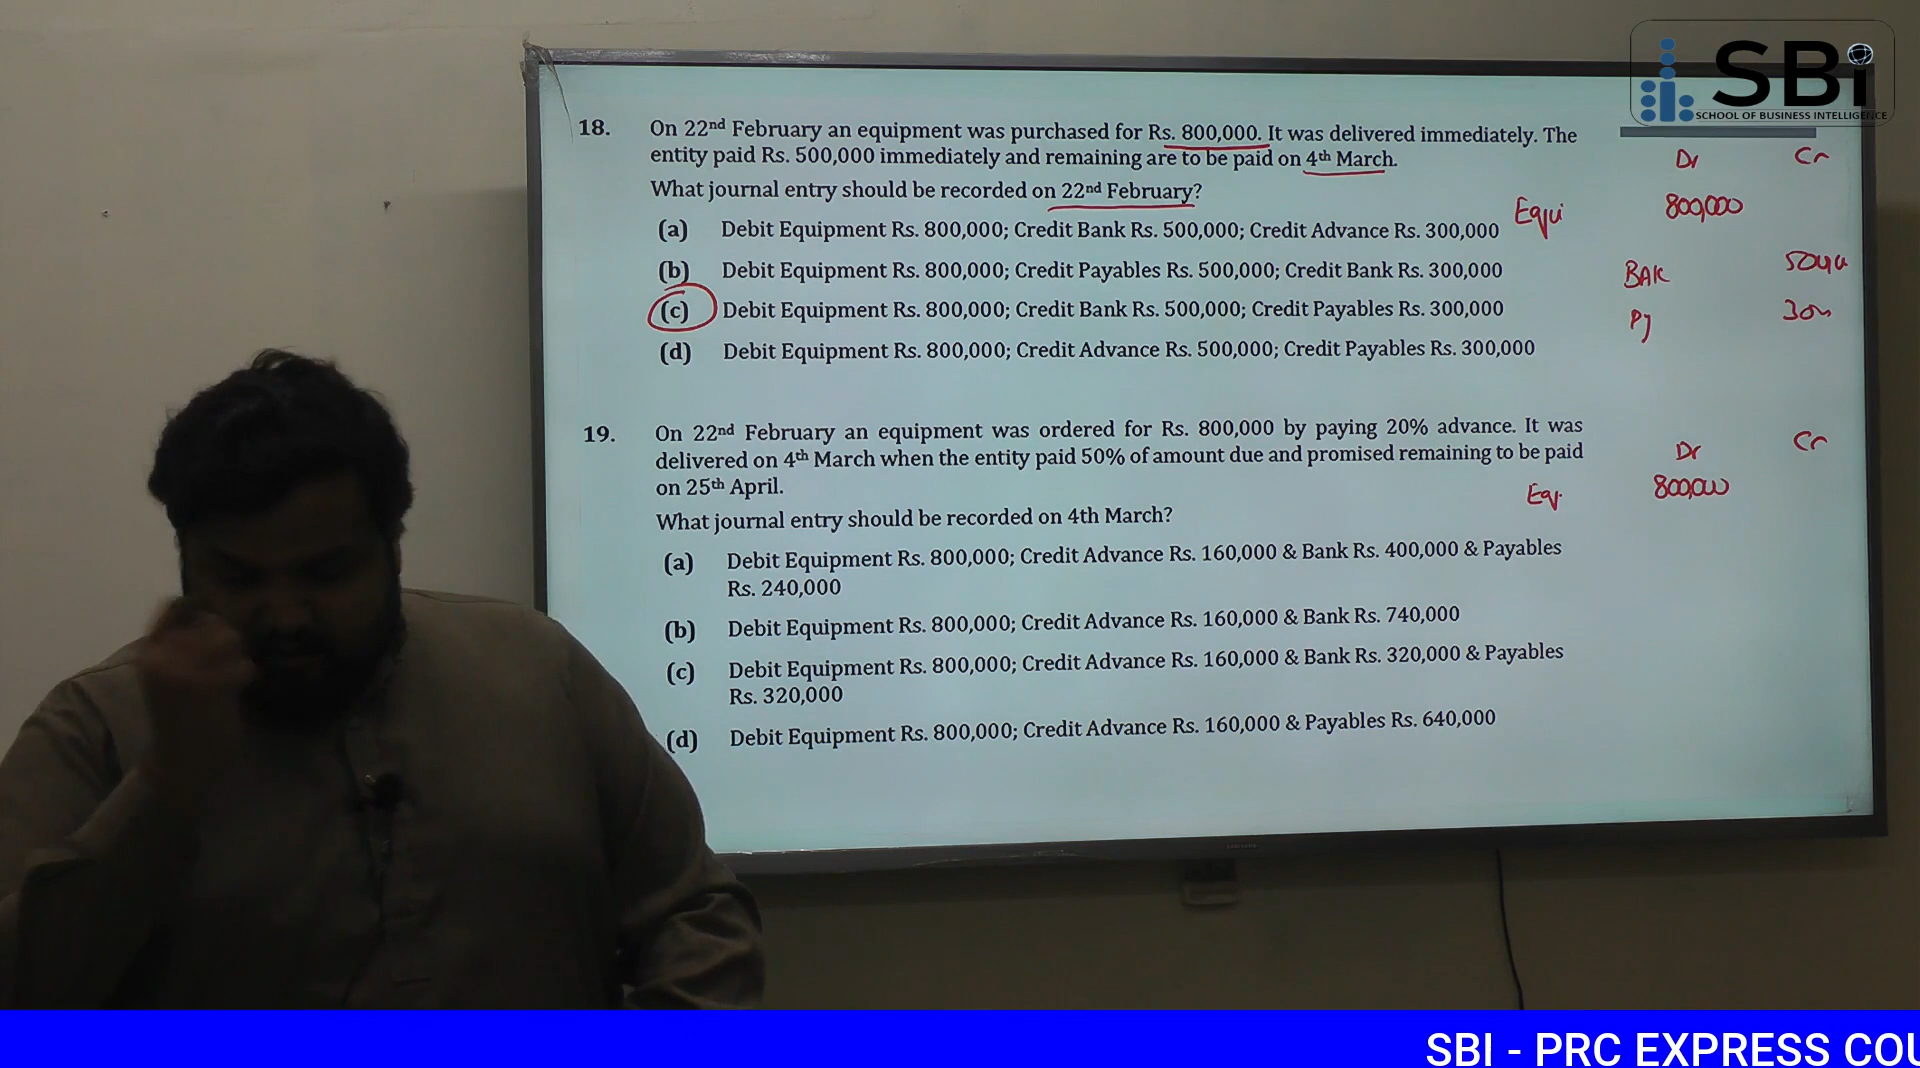 SBi
SCHOOL OF BUSINESS INTELLIGENCE
18. On 22nd February an equipment was purchased for Rs. 800,000. It was delivered immediately. The
entity paid Rs. 500,000 immediately and remaining are to be paid on 4th March.
What journal entry should be recorded on 22nd February?
(a) Debit Equipment Rs. 800,000; Credit Bank Rs. 500,000; Credit Advance Rs. 300,000
(b) Debit Equipment Rs. 800,000; Credit Payables Rs. 500,000; Credit Bank Rs. 300,000
(c) Debit Equipment Rs. 800,000; Credit Bank Rs. 500,000; Credit Payables Rs. 300,000
(d) Debit Equipment Rs. 800,000; Credit Advance Rs. 500,000; Credit Payables Rs. 300,000
Dr Cr
Equi 800,000
19. On 22nd February an equipment was ordered for Rs. 800,000 by paying 20% advance. It was
delivered on 4th March when the entity paid 50% of amount due and promised remaining to be paid
on 25th April.
What journal entry should be recorded on 4th March?
(a) Debit Equipment Rs. 800,000; Credit Advance Rs. 160,000 & Bank Rs. 400,000 & Payables
Rs. 240,000
(b) Debit Equipment Rs. 800,000; Credit Advance Rs. 160,000 & Bank Rs. 740,000
(c) Debit Equipment Rs. 800,000; Credit Advance Rs. 160,000 & Bank Rs. 320,000 & Payables
Rs. 320,000
(d) Debit Equipment Rs. 800,000; Credit Advance Rs. 160,000 & Payables Rs. 640,000
Dr Cr
Eq. 800,000
SBI - PRC EXPRESS COU